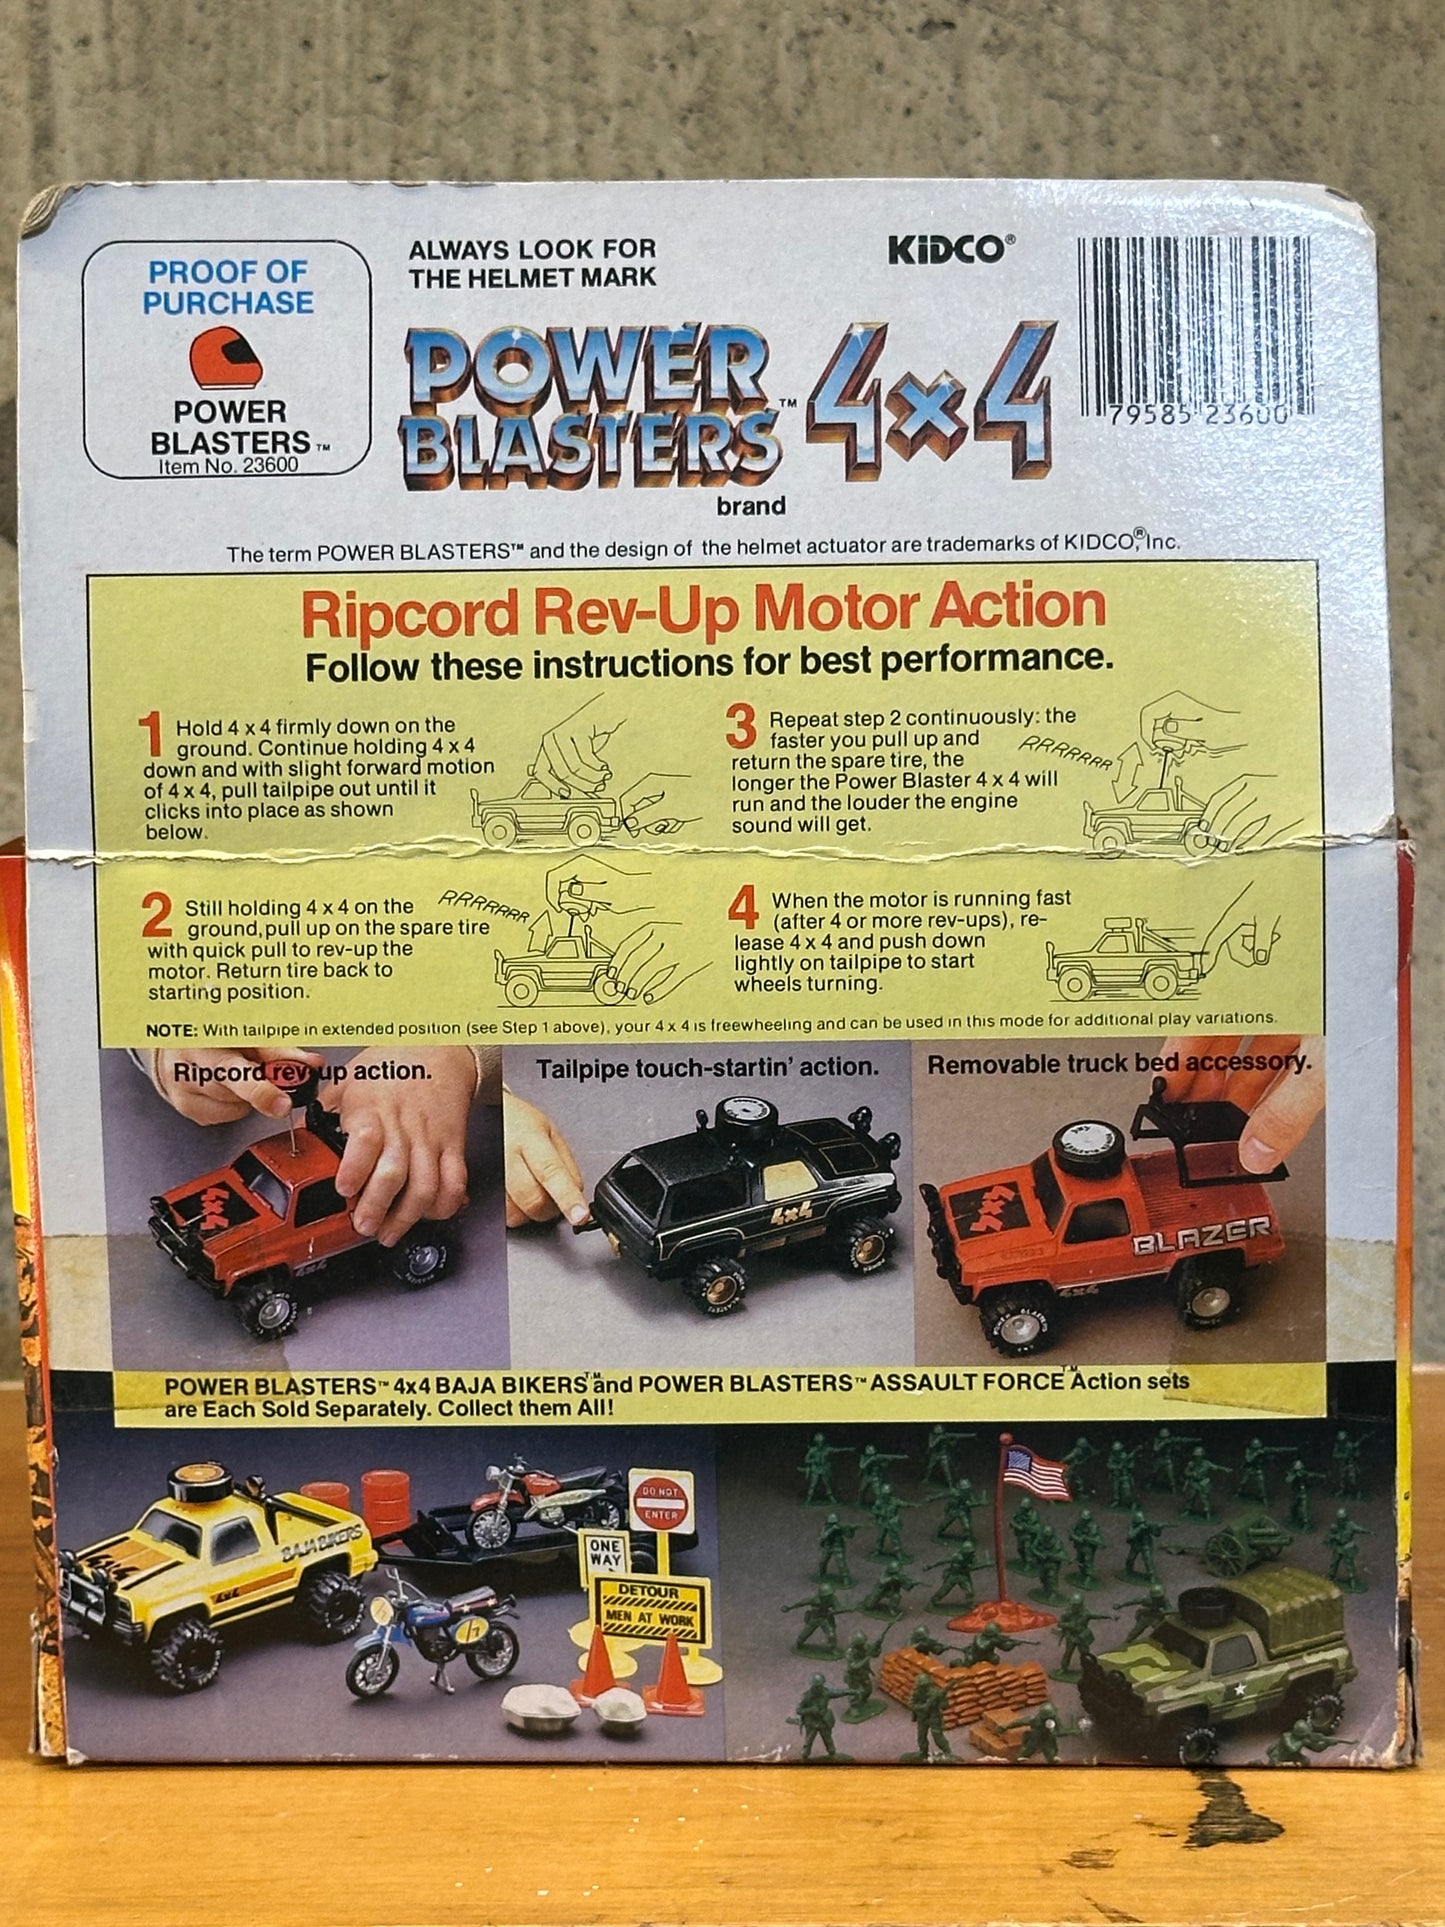 PROOF OF
PURCHASE
POWER
BLASTERS™
Item No. 23600
ALWAYS LOOK FOR
THE HELMET MARK
KiDCO®
POWER
BLASTERS™ 4x4
brand
79585 23600
The term POWER BLASTERS™ and the design of the helmet actuator are trademarks of KIDCO,® Inc.
Ripcord Rev-Up Motor Action
Follow these instructions for best performance.
1 Hold 4 x 4 firmly down on the
ground. Continue holding 4 x 4
down and with slight forward motion
of 4 x 4, pull tailpipe out until it
clicks into place as shown
below.
2 Still holding 4 x 4 on the
ground, pull up on the spare tire
with quick pull to rev-up the
motor. Return tire back to
starting position.
RRRRRRR
3 Repeat step 2 continuously: the
faster you pull up and
return the spare tire, the
longer the Power Blaster 4 x 4 will
run and the louder the engine
sound will get.
RRRRRRR
4 When the motor is running fast
(after 4 or more rev-ups), re-
lease 4 x 4 and push down
lightly on tailpipe to start
wheels turning.
NOTE: With tailpipe in extended position (see Step 1 above), your 4 x 4 is freewheeling and can be used in this mode for additional play variations.
Ripcord rev-up action.
4x4
4x4
Tailpipe touch-startin' action.
4x4
Removable truck bed accessory.
4x4
BLAZER
4x4
POWER BLASTERS™ 4x4 BAJA BIKERS™ and POWER BLASTERS™ ASSAULT FORCE™ Action sets
are Each Sold Separately. Collect them All!
4x4
BAJA BIKERS
4x4
7
DO NOT
ENTER
ONE
WAY
DETOUR
MEN AT WORK